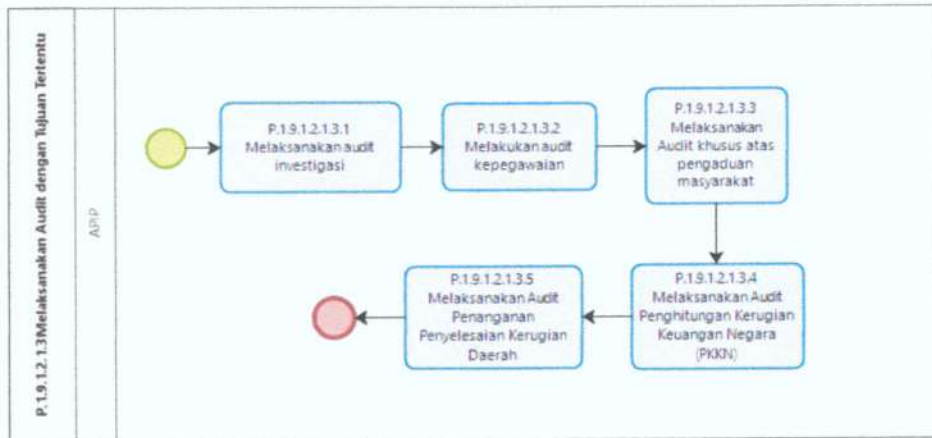 P.1.9.1.2.1.3Melaksanakan Audit dengan Tujuan Tertentu
APIP
P.1.9.1.2.1.3.1
Melaksanakan audit
investigasi
P.1.9.1.2.1.3.2
Melakukan audit
kepegawaian
P.1.9.1.2.1.3.3
Melaksanakan
Audit khusus atas
pengaduan
masyarakat
P.1.9.1.2.1.3.4
Melaksanakan Audit
Penghitungan Kerugian
Keuangan Negara
(PKKN)
P.1.9.1.2.1.3.5
Melaksanakan Audit
Penanganan
Penyelesaian Kerugian
Daerah